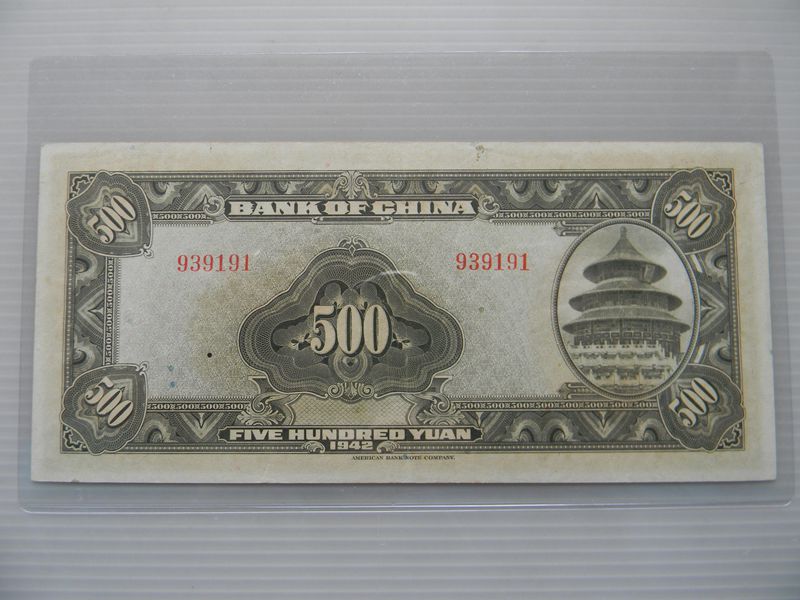 500 500
BANK OF CHINA
939191 939191
500
500 500
FIVE HUNDRED YUAN
1942
AMERICAN BANK NOTE COMPANY.